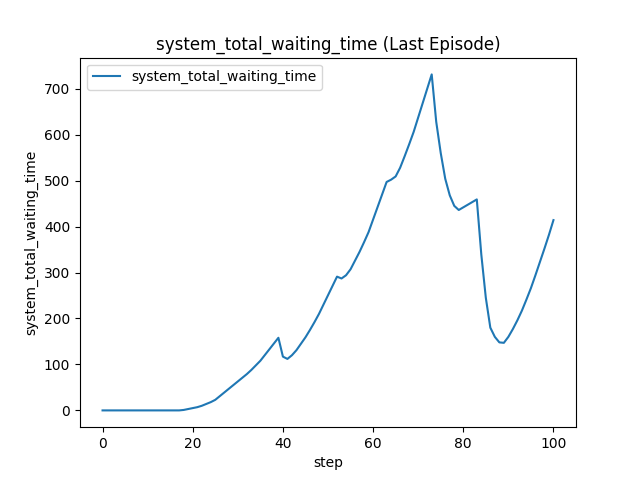 system_total_waiting_time (Last Episode)
system_total_waiting_time
system_total_waiting_time
700
600
500
400
300
200
100
0
0 20 40 60 80 100
step